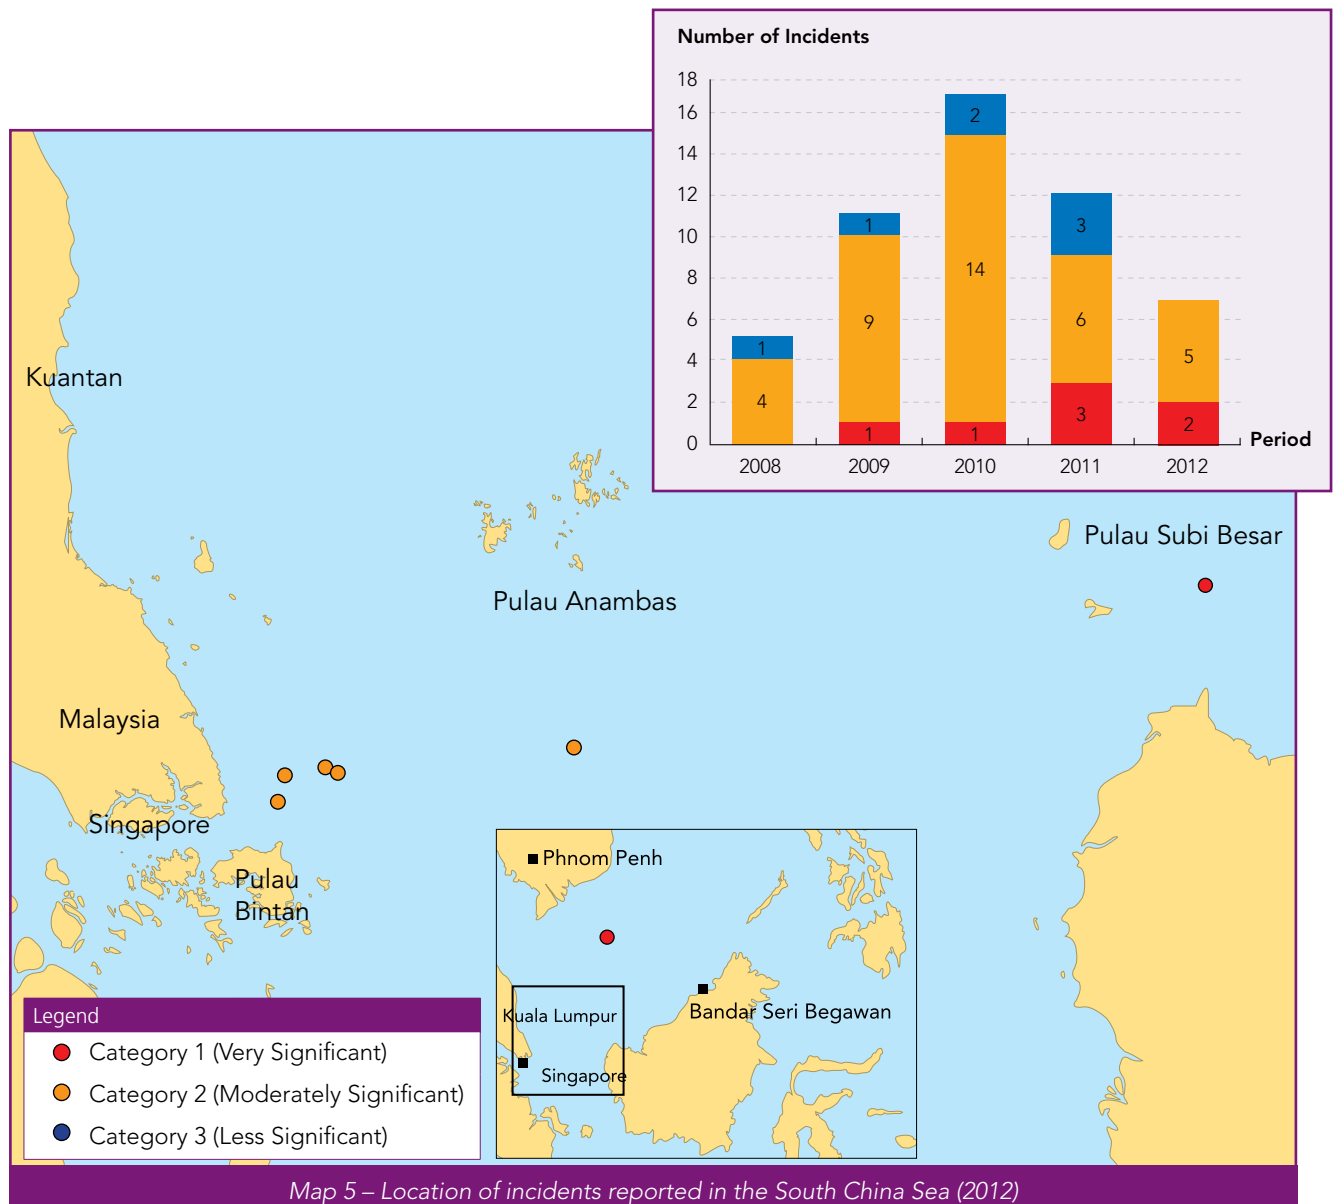 Number of Incidents
18
16
14
12
10
8
6
4
2
0
1
4
1
9
1
2
14
1
3
6
3
5
2
Period
2008 2009 2010 2011 2012
Kuantan
Pulau Subi Besar
Pulau Anambas
Malaysia
Singapore
Pulau
Bintan
Phnom Penh
Bandar Seri Begawan
Kuala Lumpur
Singapore
Legend
Category 1 (Very Significant)
Category 2 (Moderately Significant)
Category 3 (Less Significant)
Map 5 – Location of incidents reported in the South China Sea (2012)